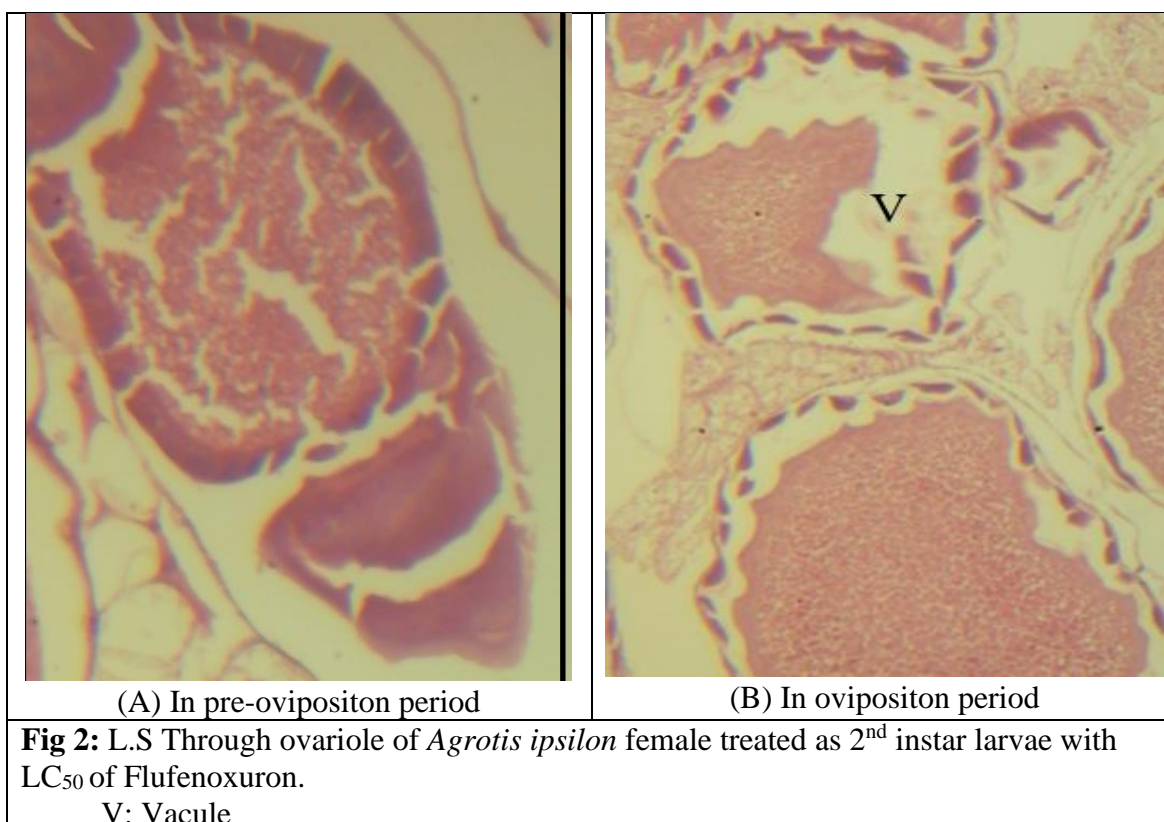 V
(A) In pre-ovipositon period
(B) In ovipositon period
Fig 2: L.S Through ovariole of Agrotis ipsilon female treated as 2nd instar larvae with
LC50 of Flufenoxuron.
V: Vacule